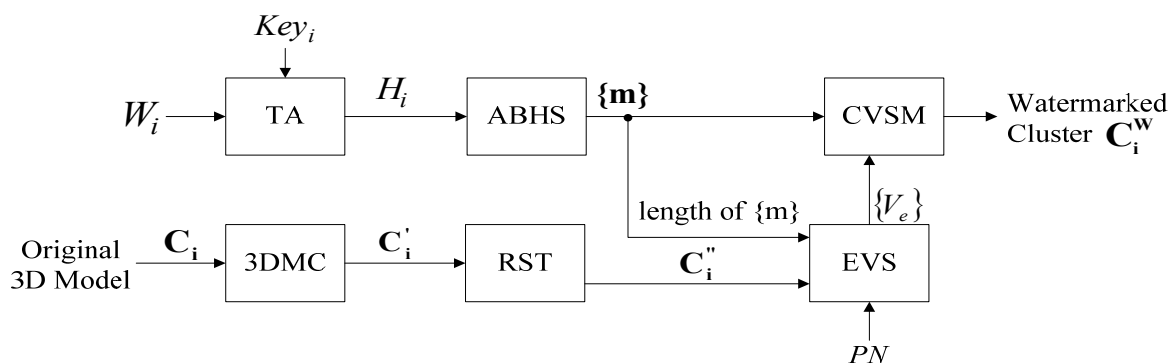 Key_i
W_i
TA
H_i
ABHS
{m}
CVSM
Watermarked
Cluster C_i^W
length of {m}
{V_e}
Original
3D Model
C_i
3DMC
C_i'
RST
C_i''
EVS
PN